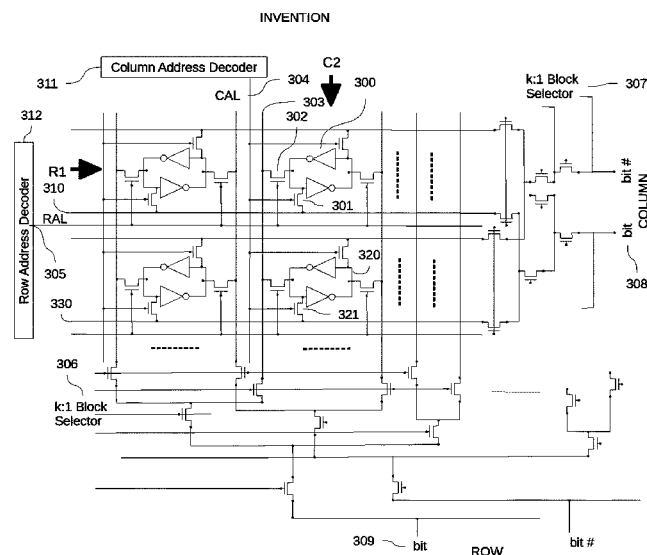 INVENTION
311
Column Address Decoder
304
303
C2
300
k:1 Block
Selector
307
CAL
302
312
R1
310
Row Address Decoder
RAL
301
bit #
COLUMN
bit
308
305
320
330
321
306
k:1 Block
Selector
309
bit
ROW
bit #